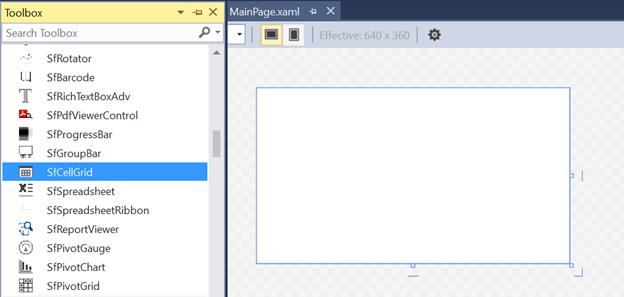 Toolbox
Search Toolbox
SfRotator
SfBarcode
SfRichTextBoxAdv
SfPdfViewerControl
SfProgressBar
SfGroupBar
SfCellGrid
SfSpreadsheet
SfSpreadsheetRibbon
SfReportViewer
SfPivotGauge
SfPivotChart
SfPivotGrid
MainPage.xaml
Effective: 640 x 360